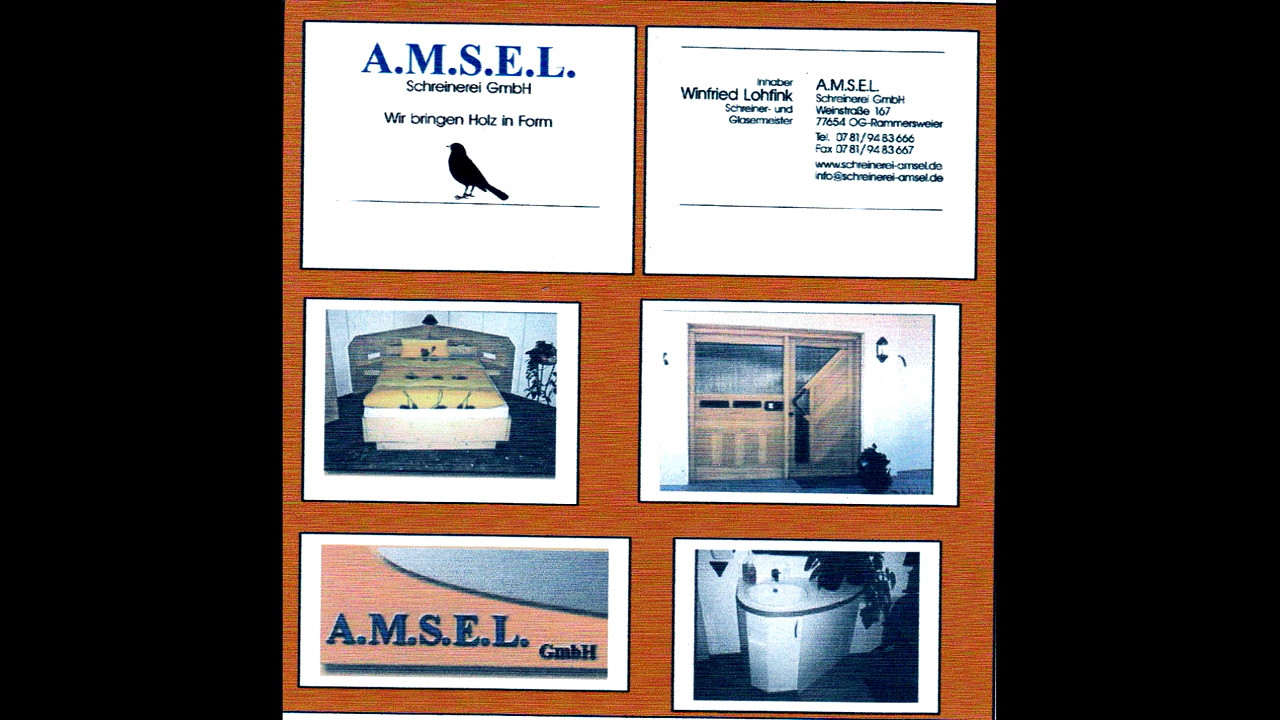 A.M.S.E.L.
Schreinerei GmbH
Wir bringen Holz in Form
Inhaber
Winfried Lohfink
Schreiner- und
Glasermeister
A.M.S.E.L.
Schreinerei GmbH
Weinstraße 167
77654 OG-Rammersweier
Tel. 07 81/94 83 666
Fax 07 81/94 83 667
www.schreinerei-amsel.de
info@schreinerei-amsel.de
A.M.S.E.L.
GmbH